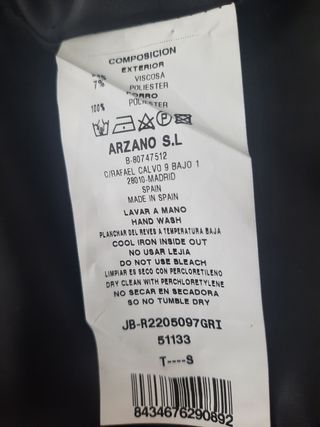 COMPOSICION
EXTERIOR
VISCOSA
7% POLIESTER
FORRO
100% POLIESTER
ARZANO S.L
B-80747512
C/RAFAEL CALVO 9 BAJO 1
28010-MADRID
SPAIN
MADE IN SPAIN
LAVAR A MANO
HAND WASH
PLANCHAR DEL REVES A TEMPERATURA BAJA
COOL IRON INSIDE OUT
NO USAR LEJIA
DO NOT USE BLEACH
LIMPIAR ES SECO CON PERCLORETILENO
DRY CLEAN WITH PERCHLORETYLENE
NO SECAR EN SECADORA
SO NO TUMBLE DRY
JB-R2205097GRI
51133
T----S
8434676290892